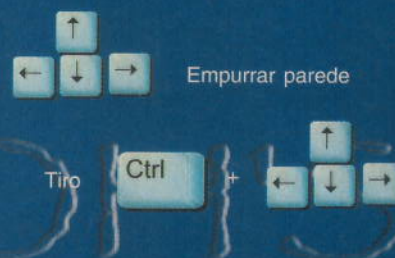 ↑
← ↓ → Empurrar parede
Tiro Ctrl + ↑
← ↓ →